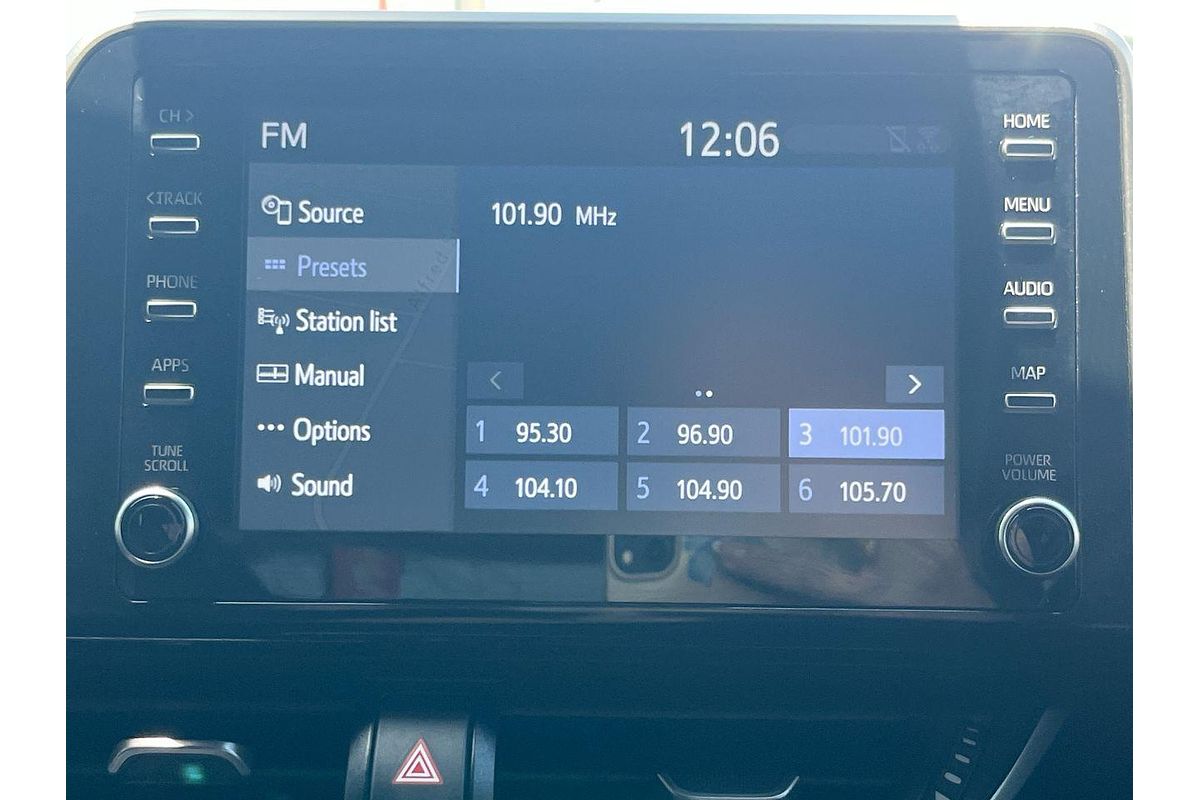 CH >
<TRACK
PHONE
APPS
TUNE
SCROLL
FM
12:06
Source
Presets
Station list
Manual
Options
Sound
101.90 MHz
1 95.30
2 96.90
3 101.90
4 104.10
5 104.90
6 105.70
HOME
MENU
AUDIO
MAP
POWER
VOLUME